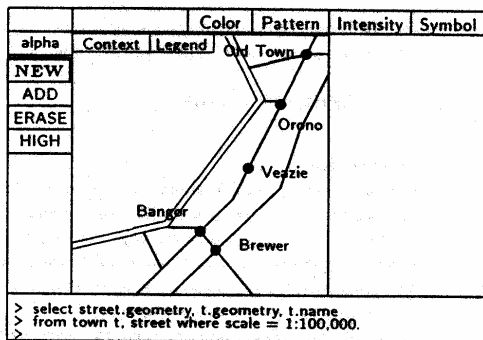 Color Pattern Intensity Symbol
alpha Context Legend
NEW
ADD
ERASE
HIGH
Old Town
Orono
Veazie
Bangor
Brewer
> select street.geometry, t.geometry, t.name
> from town t, street where scale = 1:100,000.
>